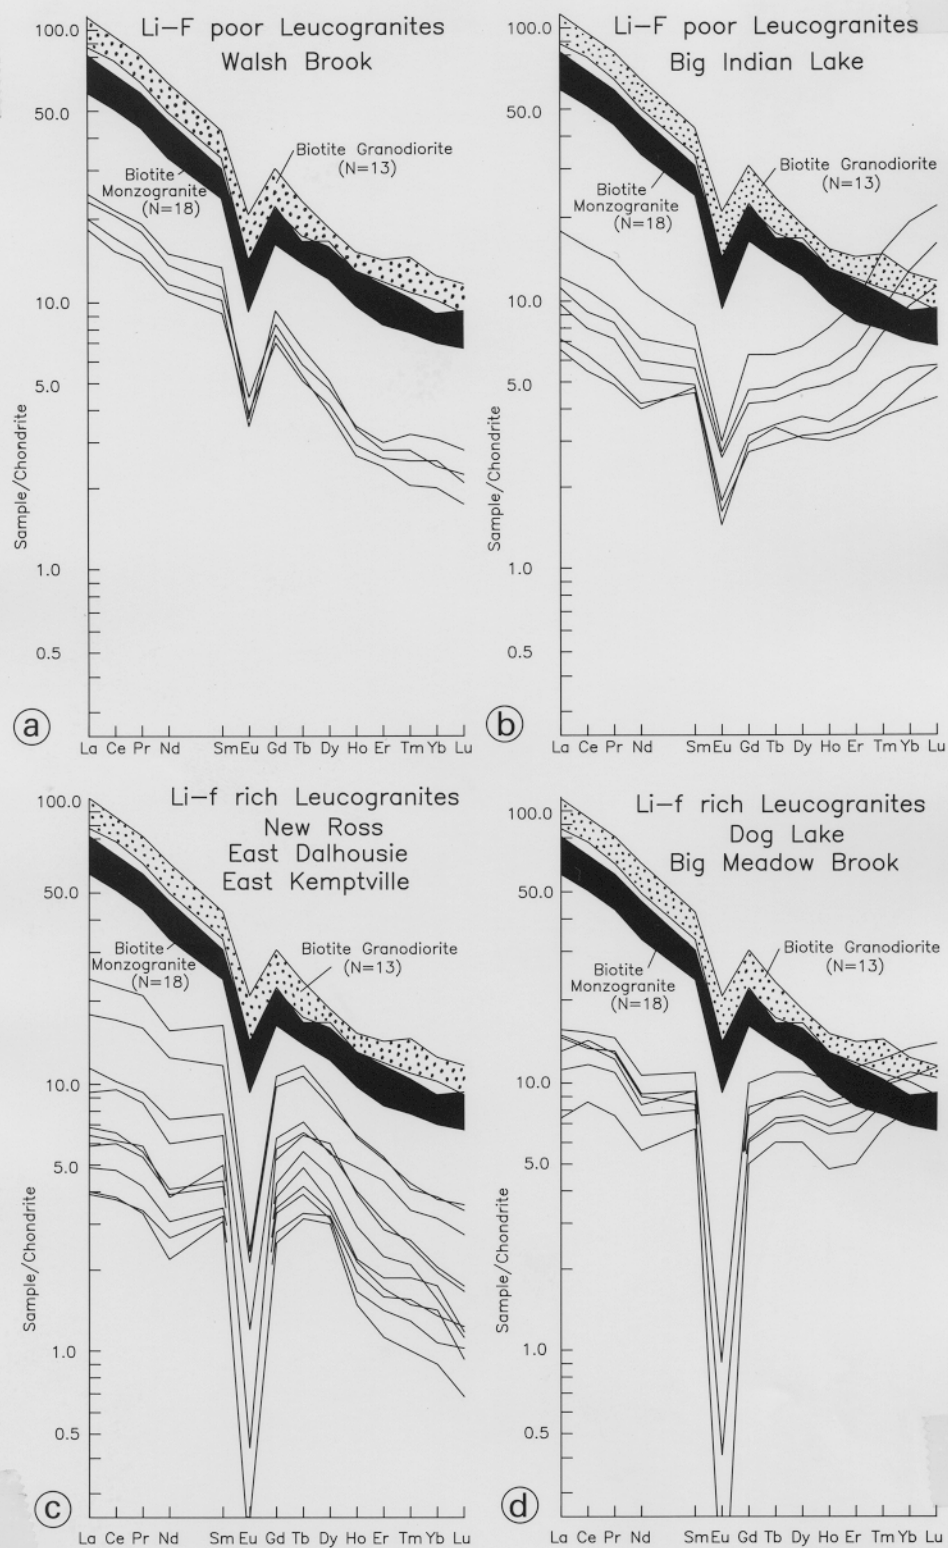 Li-F poor Leucogranites
Walsh Brook
100.0
50.0
10.0
5.0
1.0
0.5
Sample/Chondrite
Biotite Granodiorite
(N=13)
Biotite
Monzogranite
(N=18)
a
La Ce Pr Nd Sm Eu Gd Tb Dy Ho Er Tm Yb Lu
Li-F poor Leucogranites
Big Indian Lake
100.0
50.0
10.0
5.0
1.0
0.5
Sample/Chondrite
Biotite Granodiorite
(N=13)
Biotite
Monzogranite
(N=18)
b
La Ce Pr Nd Sm Eu Gd Tb Dy Ho Er Tm Yb Lu
Li-f rich Leucogranites
New Ross
East Dalhousie
East Kemptville
100.0
50.0
10.0
5.0
1.0
0.5
Sample/Chondrite
Biotite Granodiorite
(N=13)
Biotite
Monzogranite
(N=18)
c
La Ce Pr Nd Sm Eu Gd Tb Dy Ho Er Tm Yb Lu
Li-f rich Leucogranites
Dog Lake
Big Meadow Brook
100.0
50.0
10.0
5.0
1.0
0.5
Sample/Chondrite
Biotite Granodiorite
(N=13)
Biotite
Monzogranite
(N=18)
d
La Ce Pr Nd Sm Eu Gd Tb Dy Ho Er Tm Yb Lu